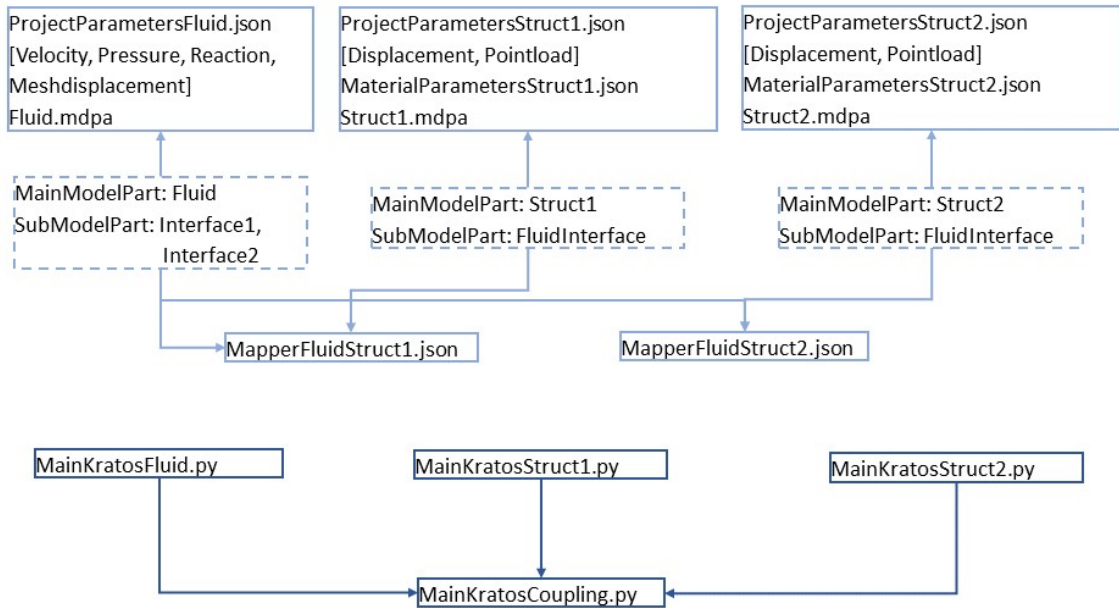 ProjectParametersFluid.json
[Velocity, Pressure, Reaction,
Meshdisplacement]
Fluid.mdpa
ProjectParametersStruct1.json
[Displacement, Pointload]
MaterialParametersStruct1.json
Struct1.mdpa
ProjectParametersStruct2.json
[Displacement, Pointload]
MaterialParametersStruct2.json
Struct2.mdpa
MainModelPart: Fluid
SubModelPart: Interface1,
Interface2
MainModelPart: Struct1
SubModelPart: FluidInterface
MainModelPart: Struct2
SubModelPart: FluidInterface
MapperFluidStruct1.json
MapperFluidStruct2.json
MainKratosFluid.py
MainKratosStruct1.py
MainKratosStruct2.py
MainKratosCoupling.py